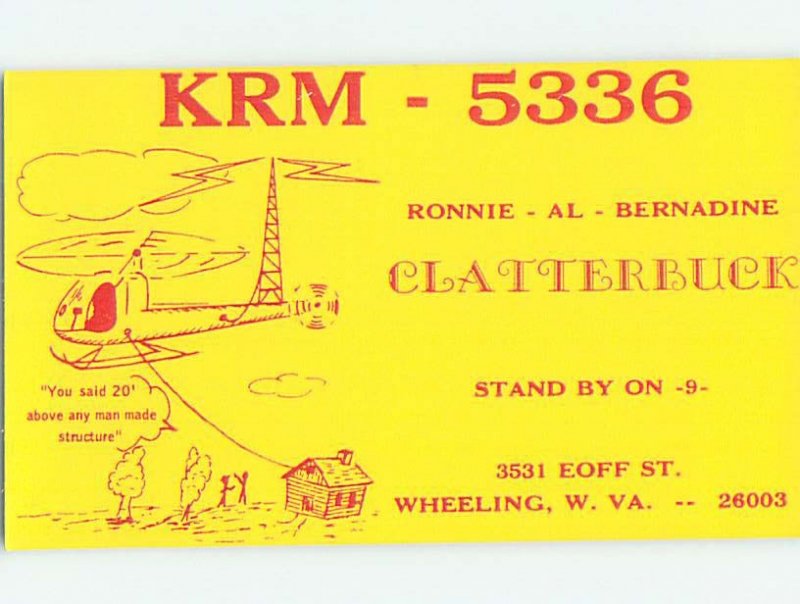 KRM - 5336
RONNIE - AL - BERNADINE
CLATTERBUCK
STAND BY ON -9-
"You said 20'
above any man made
structure"
3531 EOFF ST.
WHEELING, W. VA. -- 26003